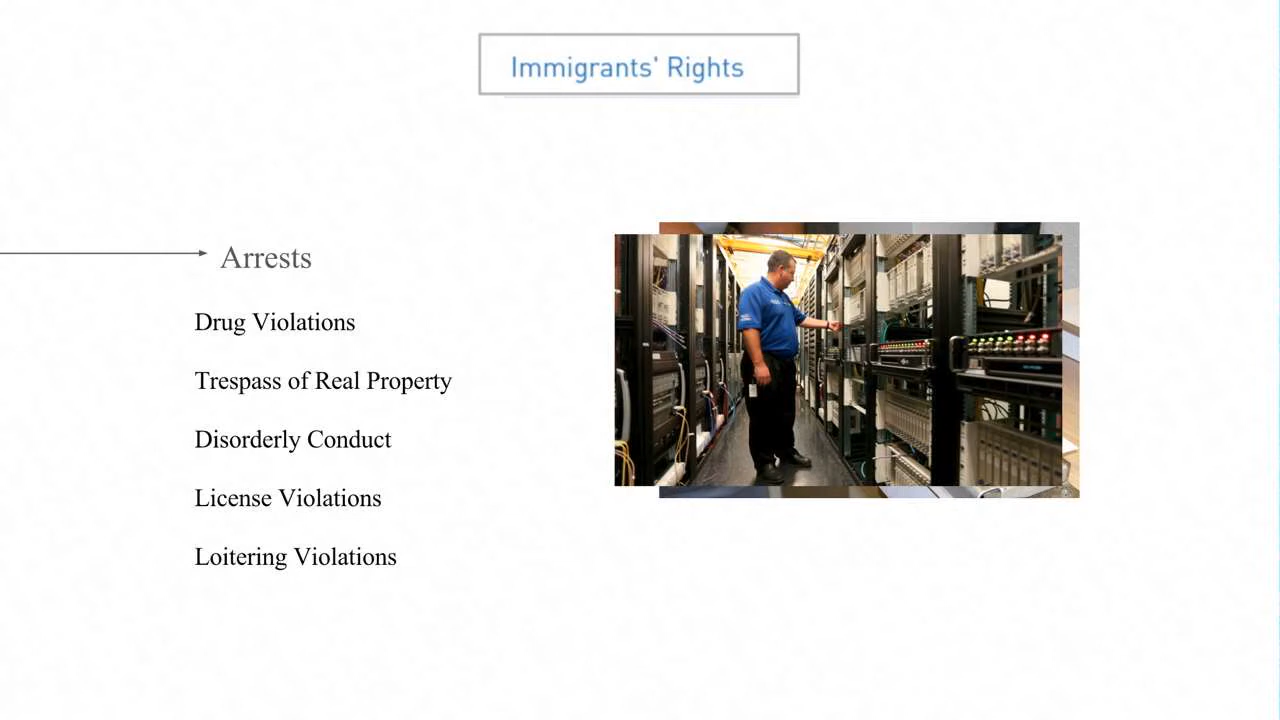 Immigrants' Rights
Arrests
Drug Violations
Trespass of Real Property
Disorderly Conduct
License Violations
Loitering Violations